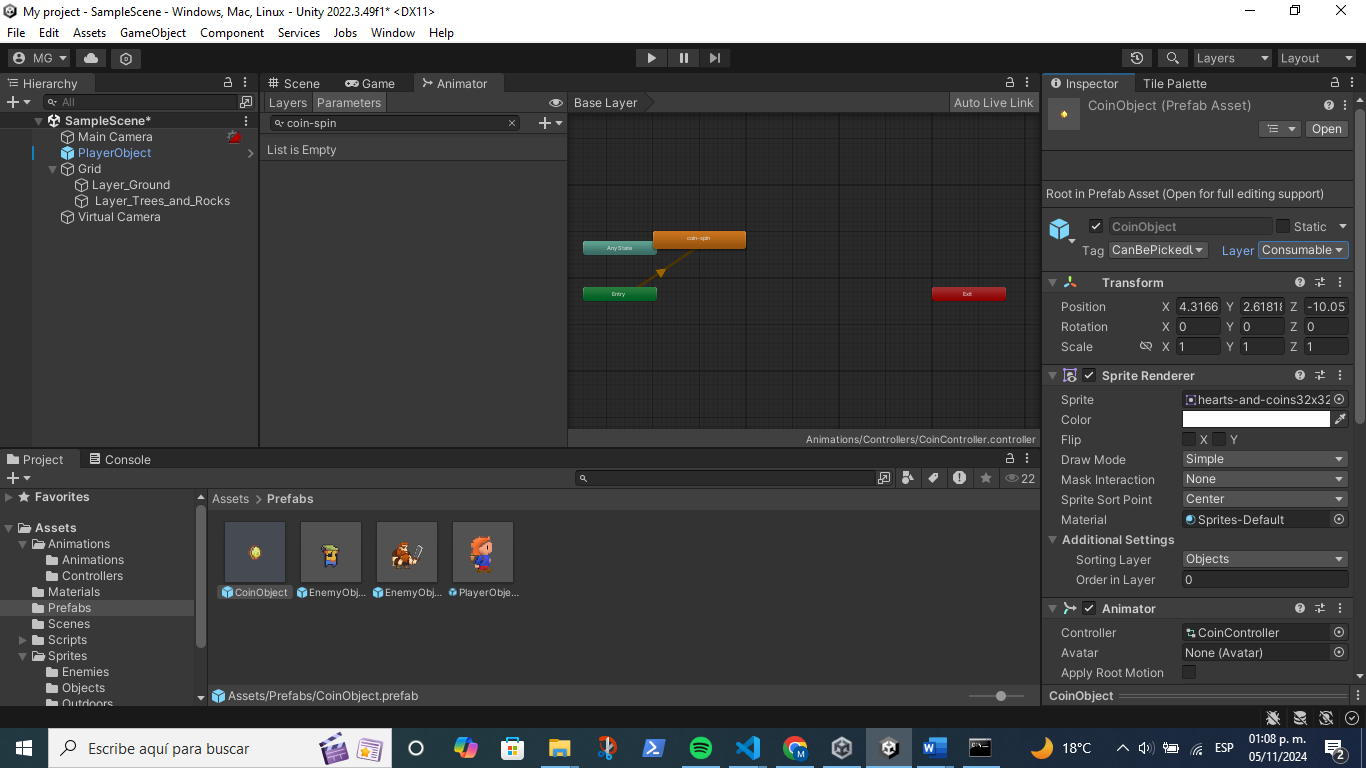 My project - SampleScene - Windows, Mac, Linux - Unity 2022.3.49f1* <DX11>
File Edit Assets GameObject Component Services Jobs Window Help
MG
Layers Layout
Hierarchy
All
SampleScene*
Main Camera
PlayerObject
Grid
Layer_Ground
Layer_Trees_and_Rocks
Virtual Camera
Scene Game Animator
Layers Parameters
Base Layer Auto Live Link
coin-spin
List is Empty
coin-spin
Any State
Entry
Exit
Animations/Controllers/CoinController.controller
Inspector Tile Palette
CoinObject (Prefab Asset)
Open
Root in Prefab Asset (Open for full editing support)
CoinObject Static
Tag CanBePickedU Layer Consumable
Transform
Position X 4.3166 Y 2.61818 Z -10.05
Rotation X 0 Y 0 Z 0
Scale X 1 Y 1 Z 1
Sprite Renderer
Sprite hearts-and-coins32x32
Color
Flip X Y
Draw Mode Simple
Mask Interaction None
Sprite Sort Point Center
Material Sprites-Default
Additional Settings
Sorting Layer Objects
Order in Layer 0
Animator
Controller CoinController
Avatar None (Avatar)
Apply Root Motion
CoinObject
Project Console
22
Favorites
Assets
Animations
Animations
Controllers
Materials
Prefabs
Scenes
Scripts
Sprites
Enemies
Objects
Outdoors
Assets > Prefabs
CoinObject EnemyObj... EnemyObj... PlayerObje...
Assets/Prefabs/CoinObject.prefab
Escribe aquí para buscar
18°C
ESP
01:08 p. m.
05/11/2024
2